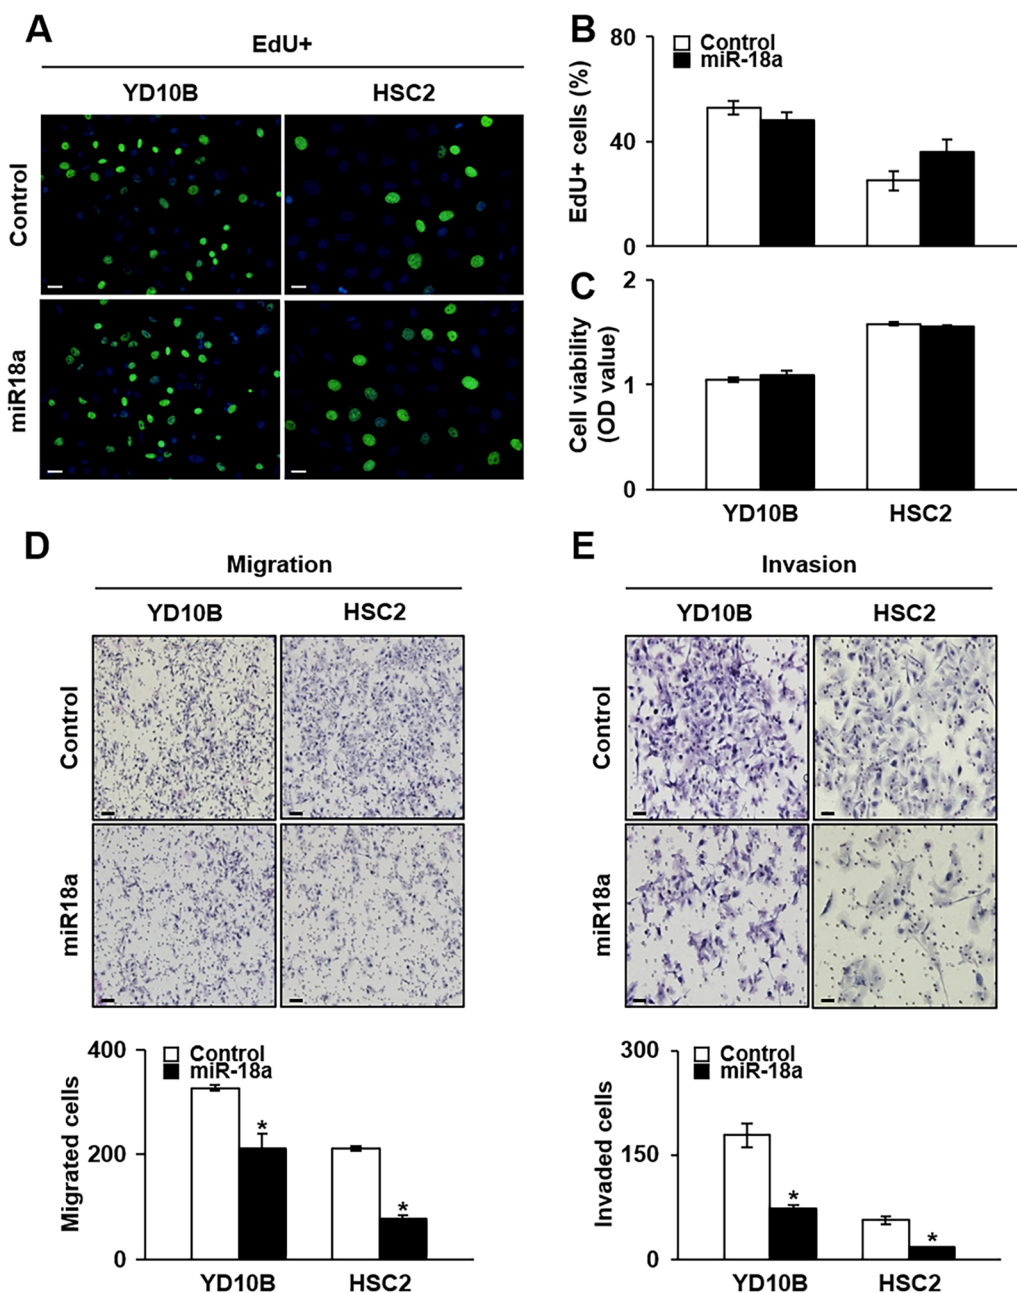 A
EdU+
YD10B
HSC2
Control
miR18a
B
80
40
0
EdU+ cells (%)
Control
miR-18a
C
2
1
0
Cell viability
(OD value)
YD10B
HSC2
D
Migration
YD10B
HSC2
Control
miR18a
400
200
0
Migrated cells
Control
miR-18a
*
*
YD10B
HSC2
E
Invasion
YD10B
HSC2
Control
miR18a
300
150
0
Invaded cells
Control
miR-18a
*
*
YD10B
HSC2